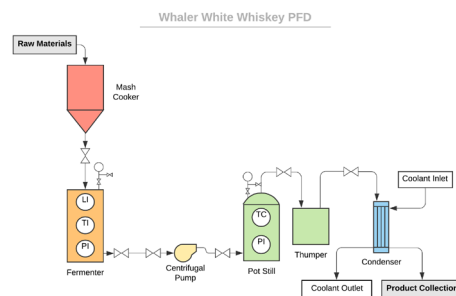 Whaler White Whiskey PFD
Raw Materials
Mash
Cooker
LI
TI
PI
Fermenter
Centrifugal
Pump
TC
PI
Pot Still
Thumper
Coolant Inlet
Condenser
Coolant Outlet
Product Collection